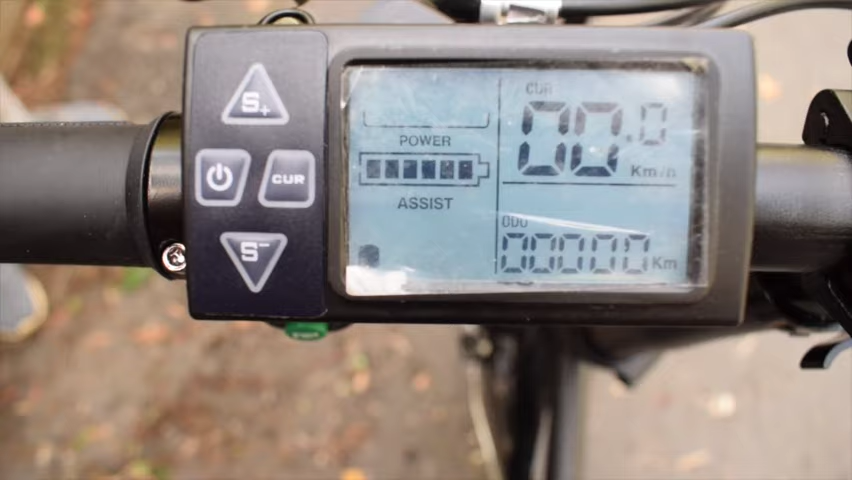 S+
CUR
S-
POWER
ASSIST
CUR
00.0
Km/h
ODO
00000 Km